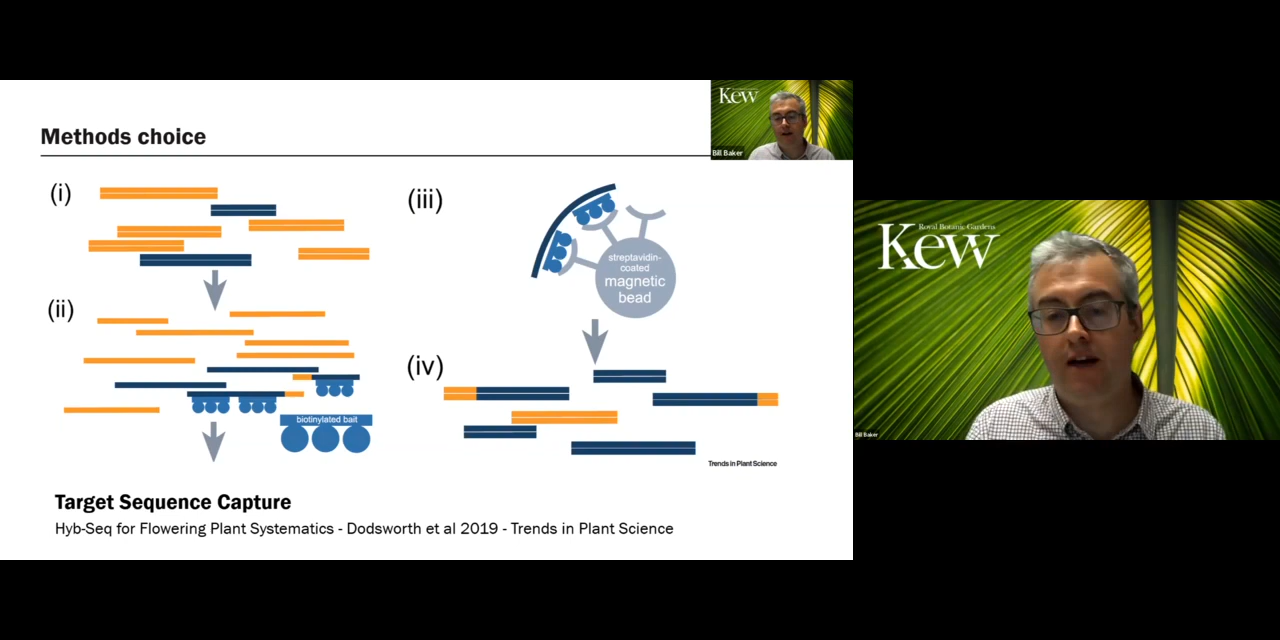 Methods choice
Kew
Bill Baker
(i)
(ii)
biotinylated bait
(iii)
streptavidin-
coated
magnetic
bead
(iv)
Trends in Plant Science
Target Sequence Capture
Hyb-Seq for Flowering Plant Systematics - Dodsworth et al 2019 - Trends in Plant Science
Royal Botanic Gardens
Kew
Bill Baker